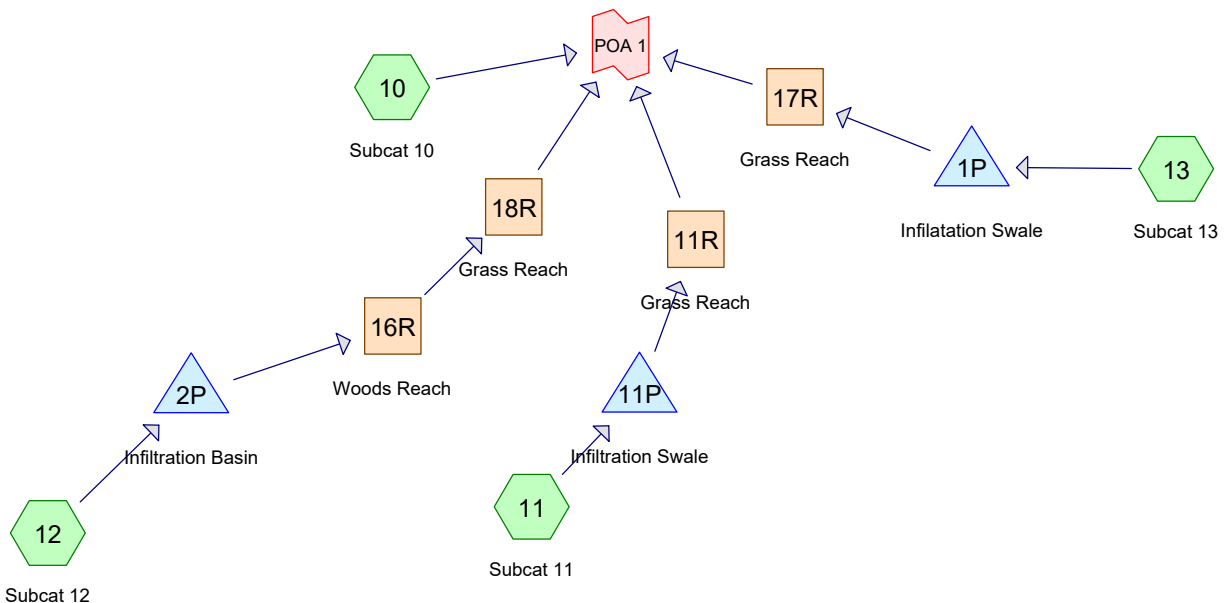 POA 1
10
Subcat 10
17R
Grass Reach
1P
Infilatation Swale
13
Subcat 13
18R
Grass Reach
11R
Grass Reach
16R
Woods Reach
2P
Infiltration Basin
11P
Infiltration Swale
12
Subcat 12
11
Subcat 11